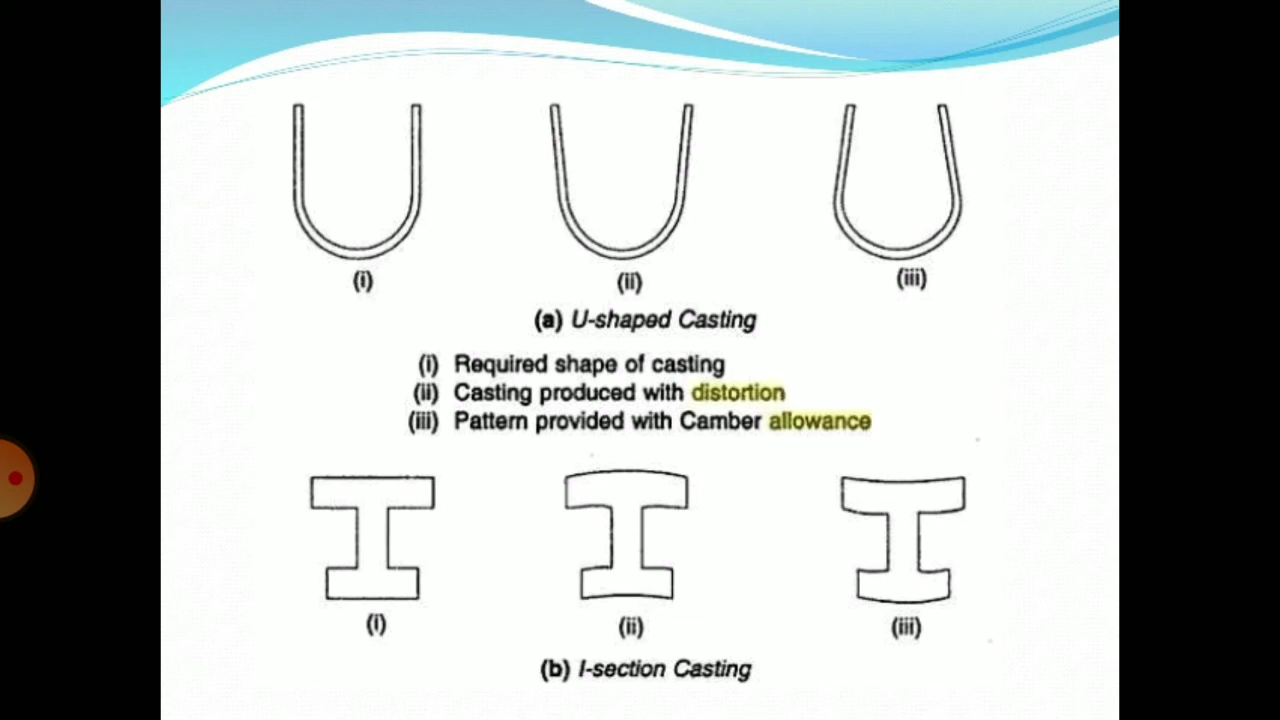 (i) (ii) (iii)
(a) U-shaped Casting
(i) Required shape of casting
(ii) Casting produced with distortion
(iii) Pattern provided with Camber allowance
(i) (ii) (iii)
(b) I-section Casting